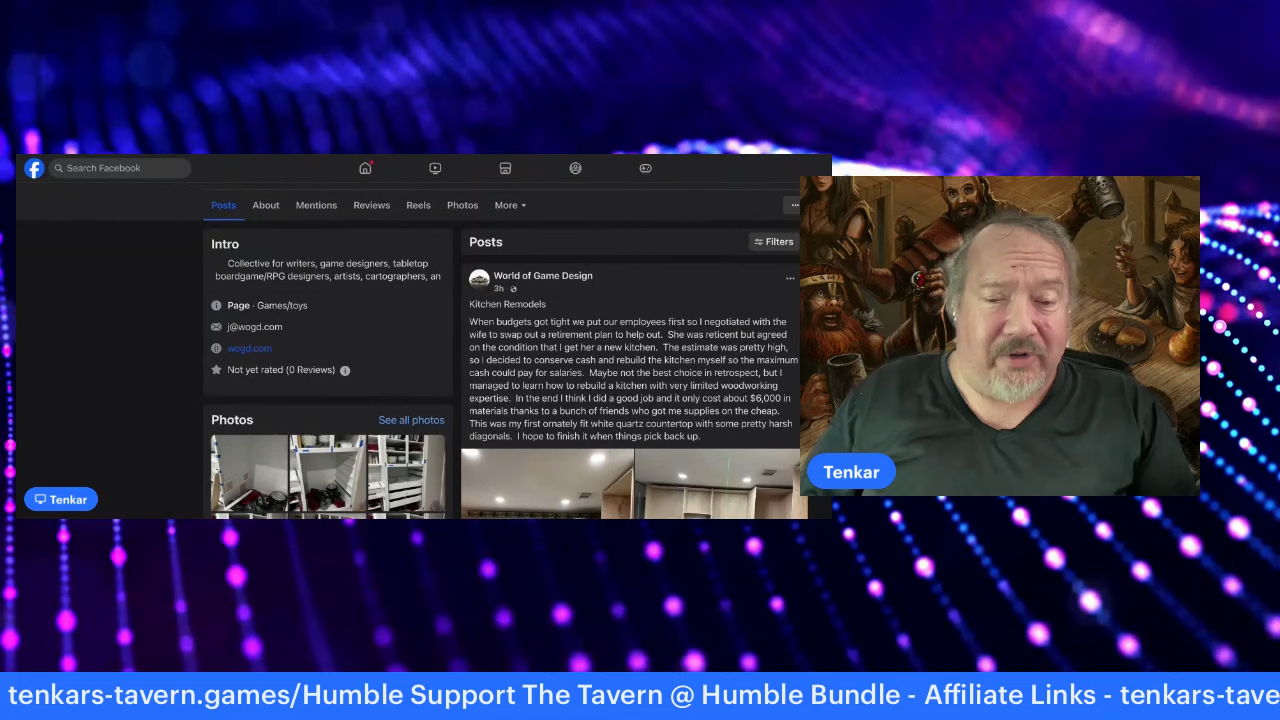 Search Facebook
Posts About Mentions Reviews Reels Photos More
Intro
Collective for writers, game designers, tabletop
boardgame/RPG designers, artists, cartographers, an
Page · Games/toys
j@wogd.com
wogd.com
Not yet rated (0 Reviews)
Photos
See all photos
Tenkar
Posts
Filters
World of Game Design
3h
Kitchen Remodels
When budgets got tight we put our employees first so I negotiated with the
wife to swap out a retirement plan to help out. She was reticent but agreed
on the condition that I get her a new kitchen. The estimate was pretty high,
so I decided to conserve cash and rebuild the kitchen myself so the maximum
cash could pay for salaries. Maybe not the best choice in retrospect, but I
managed to learn how to rebuild a kitchen with very limited woodworking
expertise. In the end I think I did a good job and it only cost about $6,000 in
materials thanks to a bunch of friends who got me supplies on the cheap.
This was my first ornately fit white quartz countertop with some pretty harsh
diagonals. I hope to finish it when things pick back up.
Tenkar
tenkars-tavern.games/Humble Support The Tavern @ Humble Bundle - Affiliate Links - tenkars-tave